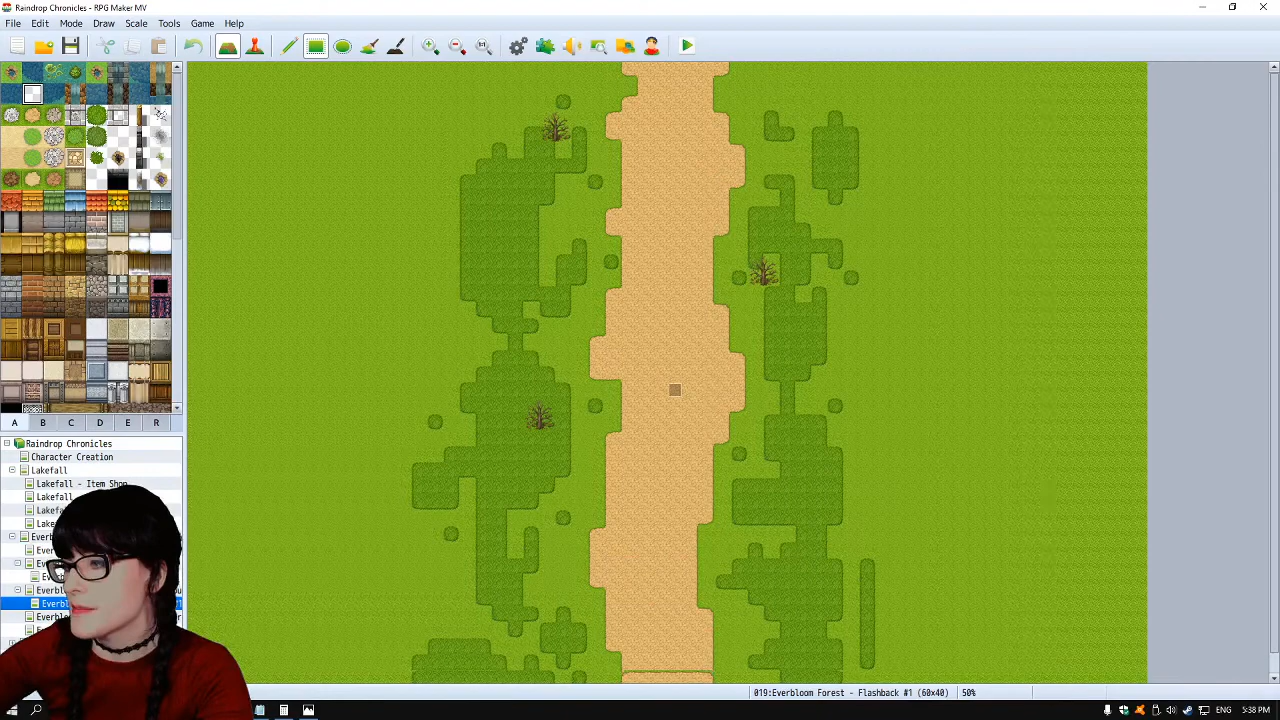 Raindrop Chronicles - RPG Maker MV
File Edit Mode Draw Scale Tools Game Help
A B C D E R
Raindrop Chronicles
Character Creation
Lakefall
Lakefall - Item Shop
Lakefall
019:Everbloom Forest - Flashback #1 (60x40) 50%
ENG 5:38 PM